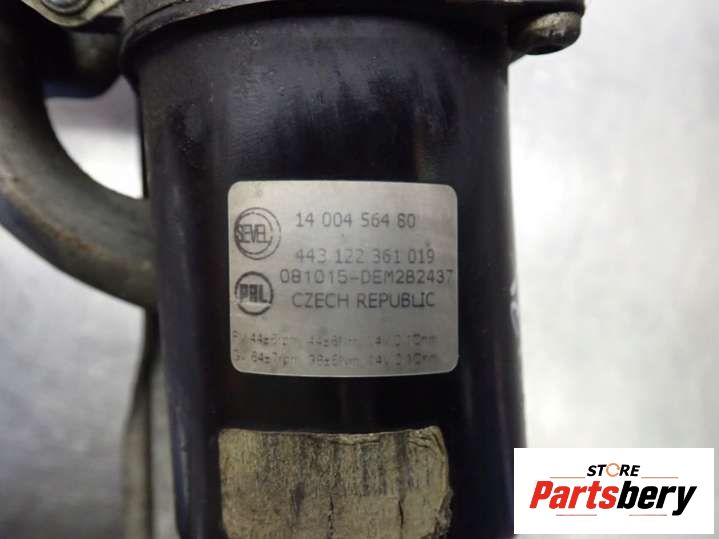 SEVEL
14 004 564 80
443 122 361 019
081015-DEM2B2437
PAL
CZECH REPUBLIC
STORE
Partsbery